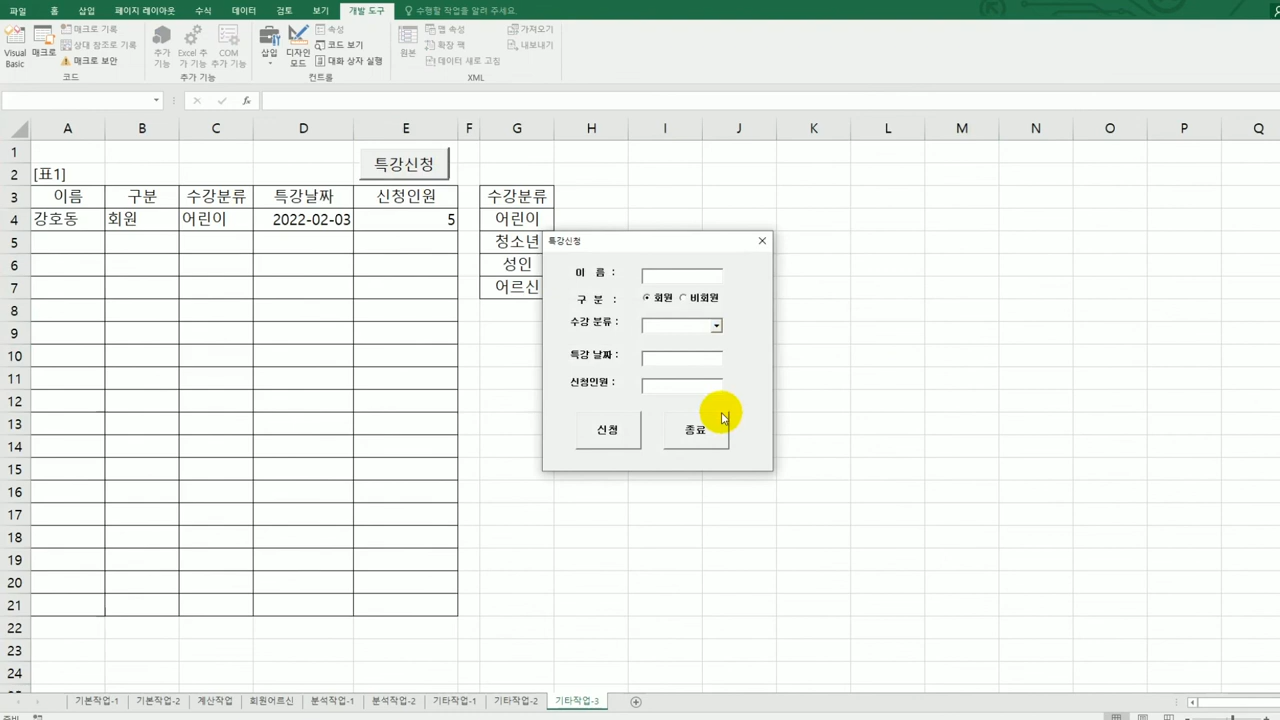 파일 홈 삽입 페이지 레이아웃 수식 데이터 검토 보기 개발 도구 수행할 작업을 알려 주세요.
Visual Basic
매크로
매크로 기록
상대 참조로 기록
매크로 보안
코드
추가 기능
Excel 추가 기능
COM 추가 기능
추가 기능
삽입
디자인 모드
속성
코드 보기
대화 상자 실행
컨트롤
원본
맵 속성
확장 팩
데이터 새로 고침
가져오기
내보내기
XML
fx
A B C D E F G H I J K L M N O P Q
1 특강신청
2 [표1]
3 이름 구분 수강분류 특강날짜 신청인원 수강분류
4 강호동 회원 어린이 2022-02-03 5 어린이
5 청소년
6 성인
7 어르신
8
9
10
11
12
13
14
15
16
17
18
19
20
21
22
23
24
특강신청
이 름 :
구 분 : 회원 비회원
수강 분류 :
특강 날짜 :
신청인원 :
신청 종료
기본작업-1 기본작업-2 계산작업 회원어르신 분석작업-1 분석작업-2 기타작업-1 기타작업-2 기타작업-3